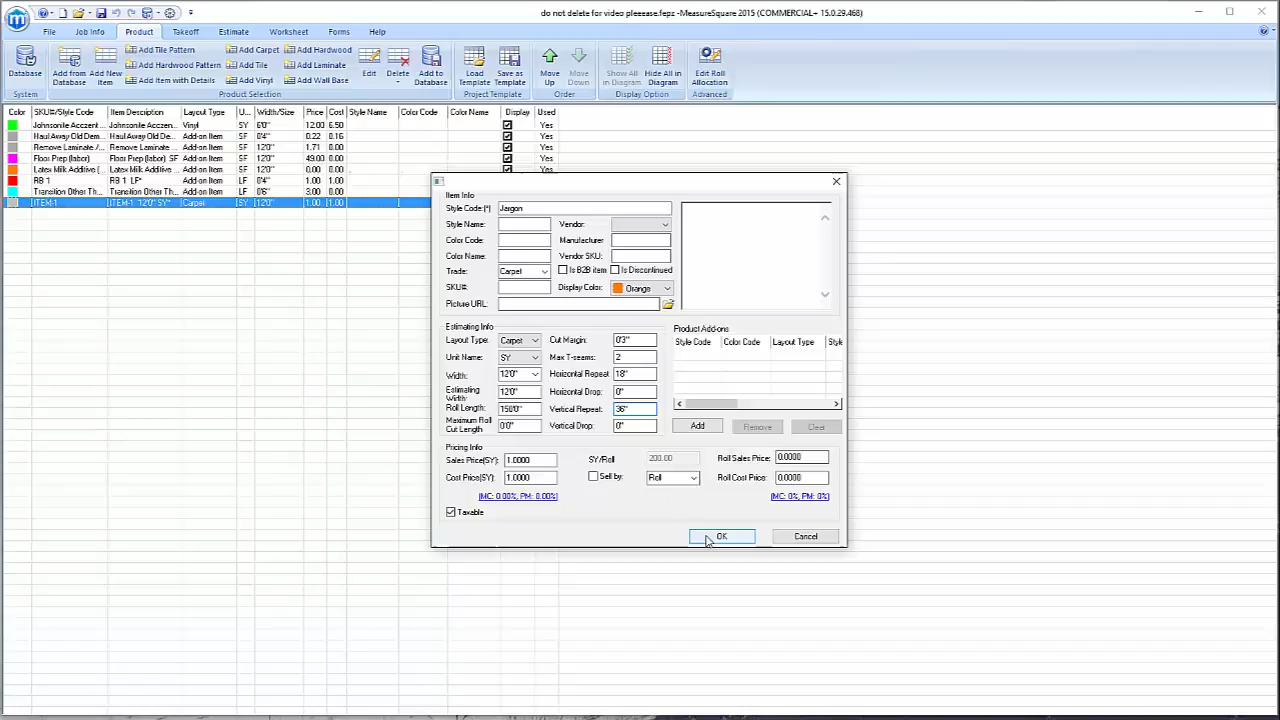 do not delete for video pleeease.fepz - MeasureSquare 2015 (COMMERCIAL+ 15.0.29.468)
File Job Info Product Takeoff Estimate Worksheet Forms Help
Database
Add from Database
Add New Item
Add Tile Pattern
Add Hardwood Pattern
Add Item with Details
Add Carpet
Add Tile
Add Vinyl
Add Hardwood
Add Laminate
Add Wall Base
Edit
Delete
Add to Database
Load Template
Save as Template
Move Up
Move Down
Show All in Diagram
Hide All in Diagram
Edit Roll Allocation
System Product Selection Project Template Order Display Option Advanced
Color SKU#/Style Code Item Description Layout Type U... Width/Size Price Cost Style Name Color Code Color Name Display Used
Johnsonite Aczzent... Johnsonite Aczzent... Vinyl SY 6'0" 12.00 6.50 Yes
Haul Away Old Dem... Haul Away Old De... Add-on Item SF 0'4" 0.22 0.16 Yes
Remove Laminate /... Remove Laminate /... Add-on Item SF 12'0" 1.71 0.00 Yes
Floor Prep (labor) Floor Prep (labor) SF Add-on Item SF 12'0" 49.00 0.00 Yes
Latex Milk Additive ... Latex Milk Additive ... Add-on Item SF 12'0" 0.00 0.00 Yes
RB 1 RB 1 LF* Add-on Item LF 0'4" 1.00 1.00 Yes
Transition Other Th... Transition Other Th... Add-on Item LF 0'6" 3.00 0.00 Yes
ITEM-1 ITEM-1 12'0" SY* Carpet SY 12'0" 1.00 1.00
Item Info
Style Code:(*) Jargon
Style Name: Vendor:
Color Code: Manufacturer
Color Name: Vendor SKU:
Trade: Carpet Is B2B item Is Discontinued
SKU#: Display Color: Orange
Picture URL:
Estimating Info
Layout Type: Carpet Cut Margin: 0'3"
Unit Name: SY Max T-seams: 2
Width: 12'0" Horizontal Repeat 18"
Estimating Width: 12'0" Horizontal Drop: 0"
Roll Length: 150'0" Vertical Repeat: 36"
Maximum Roll Cut Length 0'0" Vertical Drop: 0"
Product Add-ons
Style Code Color Code Layout Type Style
Add Remove Clear
Pricing Info
Sales Price(SY): 1.0000 SY/Roll 200.00 Roll Sales Price: 0.0000
Cost Price(SY): 1.0000 Sell by: Roll Roll Cost Price: 0.0000
(MC: 0.00%, PM: 0.00%) (MC: 0%, PM: 0%)
Taxable
OK Cancel